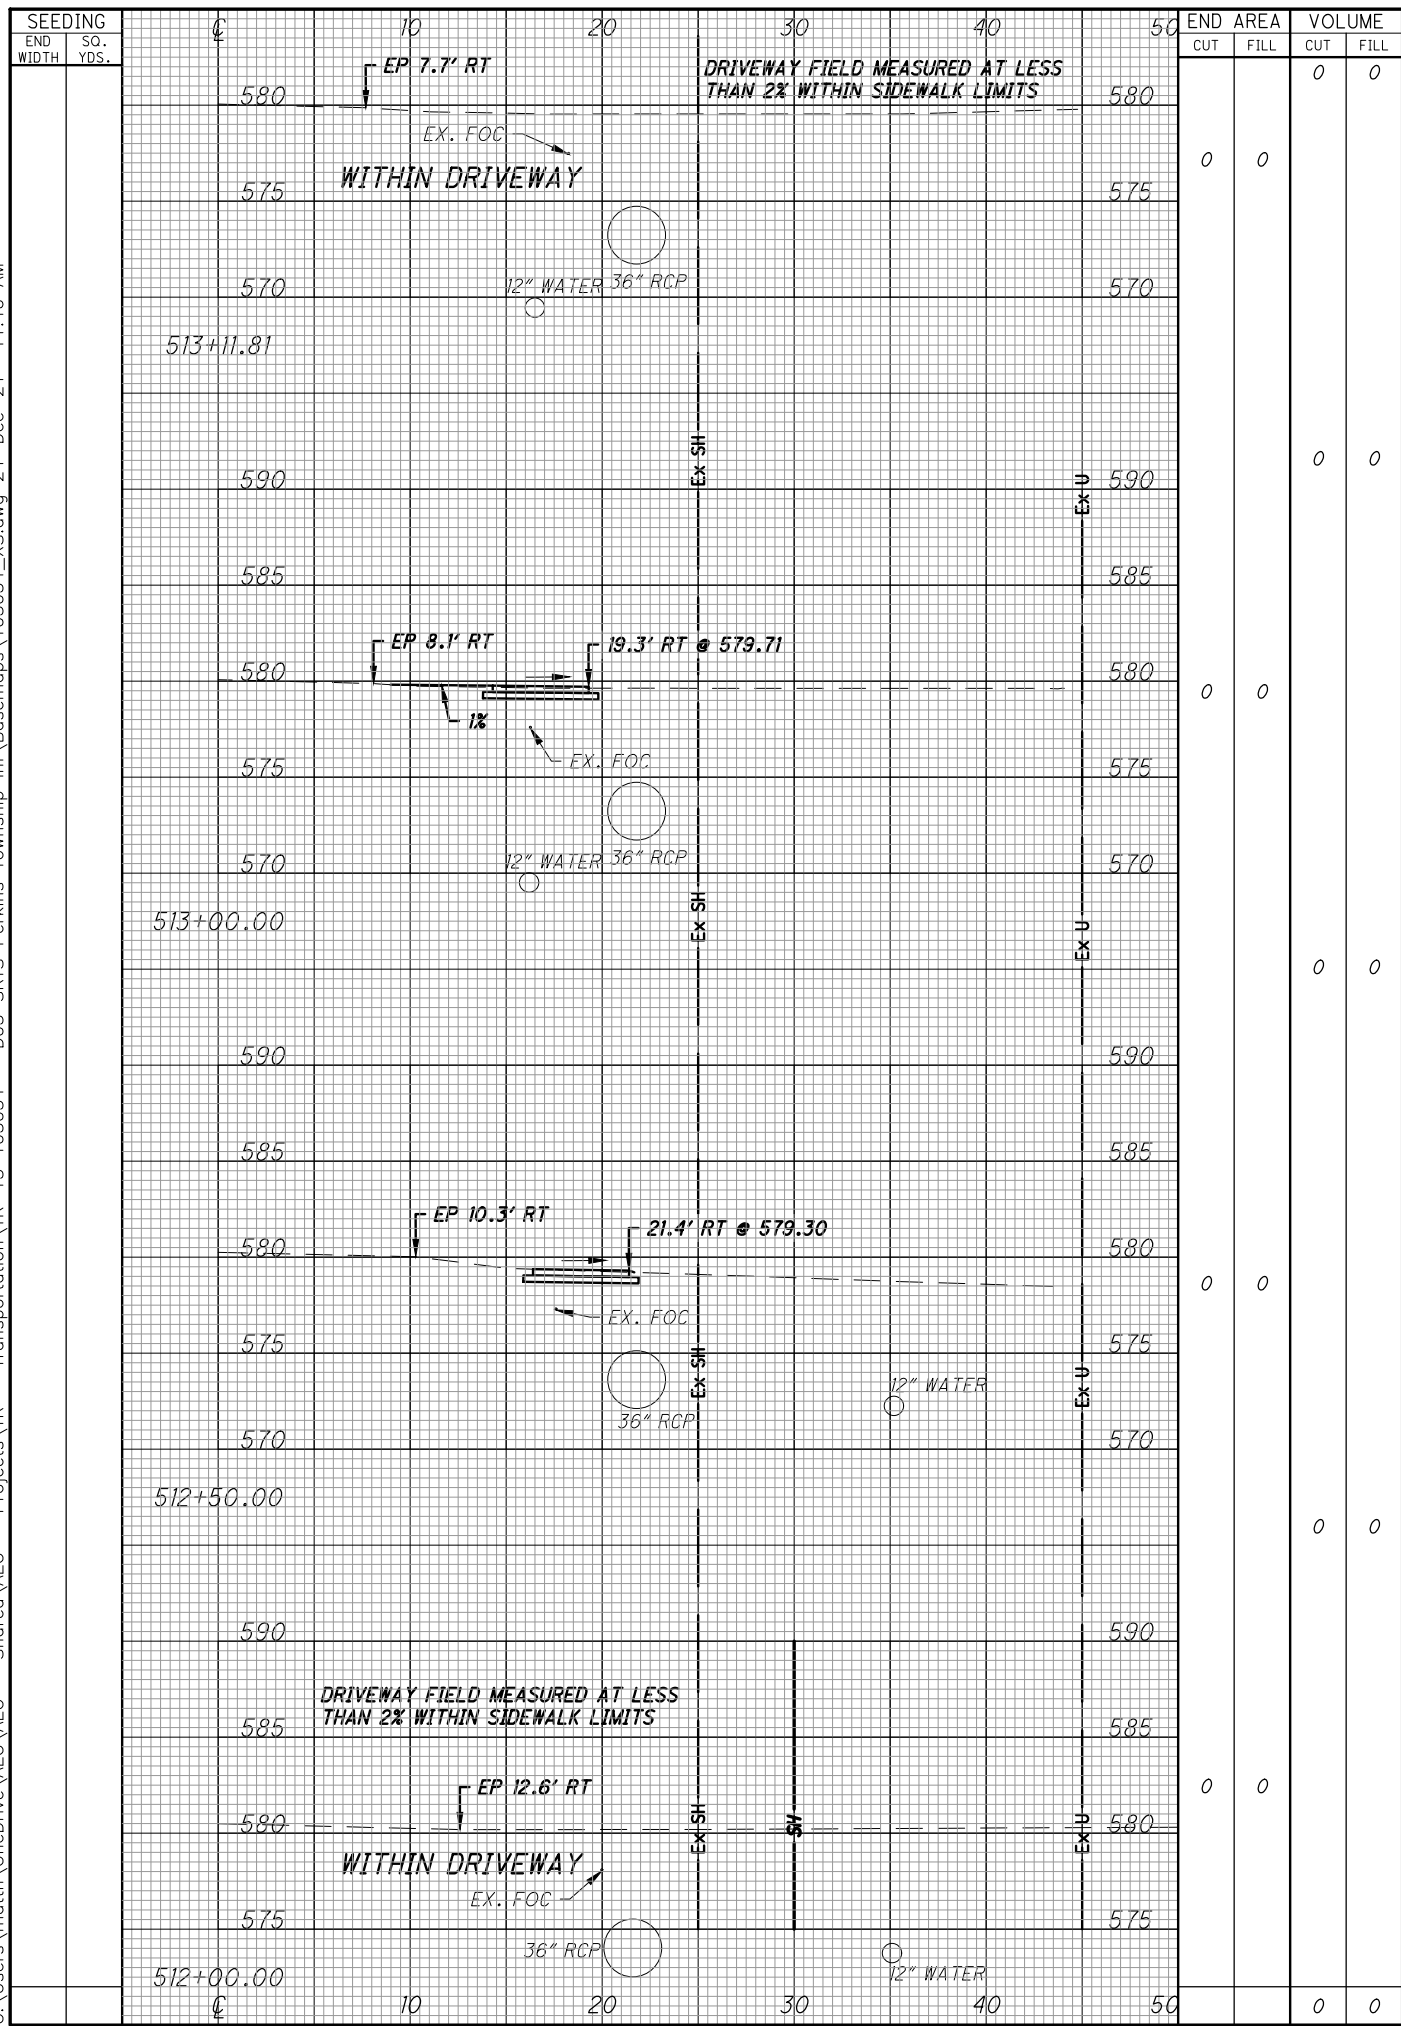 SEEDING
END WIDTH
SQ. YDS.
℄ 10 20 30 40 50
END AREA VOLUME
CUT FILL CUT FILL
0 0
EP 7.7' RT
DRIVEWAY FIELD MEASURED AT LESS
THAN 2% WITHIN SIDEWALK LIMITS
580 580
EX. FOC
0 0
WITHIN DRIVEWAY
575 575
12" WATER 36" RCP
570 570
513+11.81
Ex SH
0 0
590 590
Ex U
585 585
EP 8.1' RT
19.3' RT @ 579.71
580 580
0 0
1%
EX. FOC
575 575
12" WATER 36" RCP
570 570
513+00.00
Ex SH
Ex U
0 0
590 590
585 585
EP 10.3' RT
21.4' RT @ 579.30
580 580
0 0
EX. FOC
575 575
Ex SH
Ex U
12" WATER
36" RCP
570 570
512+50.00
0 0
590 590
DRIVEWAY FIELD MEASURED AT LESS
THAN 2% WITHIN SIDEWALK LIMITS
585 585
EP 12.6' RT
0 0
580 580
Ex SH
SH
Ex U
WITHIN DRIVEWAY
EX. FOC
575 575
36" RCP
12" WATER
512+00.00
℄ 10 20 30 40 50
0 0